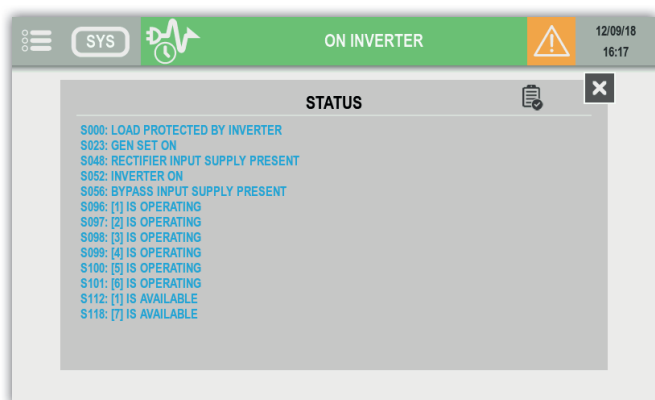 SYS
ON INVERTER
12/09/18
16:17
STATUS
S000: LOAD PROTECTED BY INVERTER
S023: GEN SET ON
S048: RECTIFIER INPUT SUPPLY PRESENT
S052: INVERTER ON
S056: BYPASS INPUT SUPPLY PRESENT
S096: [1] IS OPERATING
S097: [2] IS OPERATING
S098: [3] IS OPERATING
S099: [4] IS OPERATING
S100: [5] IS OPERATING
S101: [6] IS OPERATING
S112: [1] IS AVAILABLE
S118: [7] IS AVAILABLE